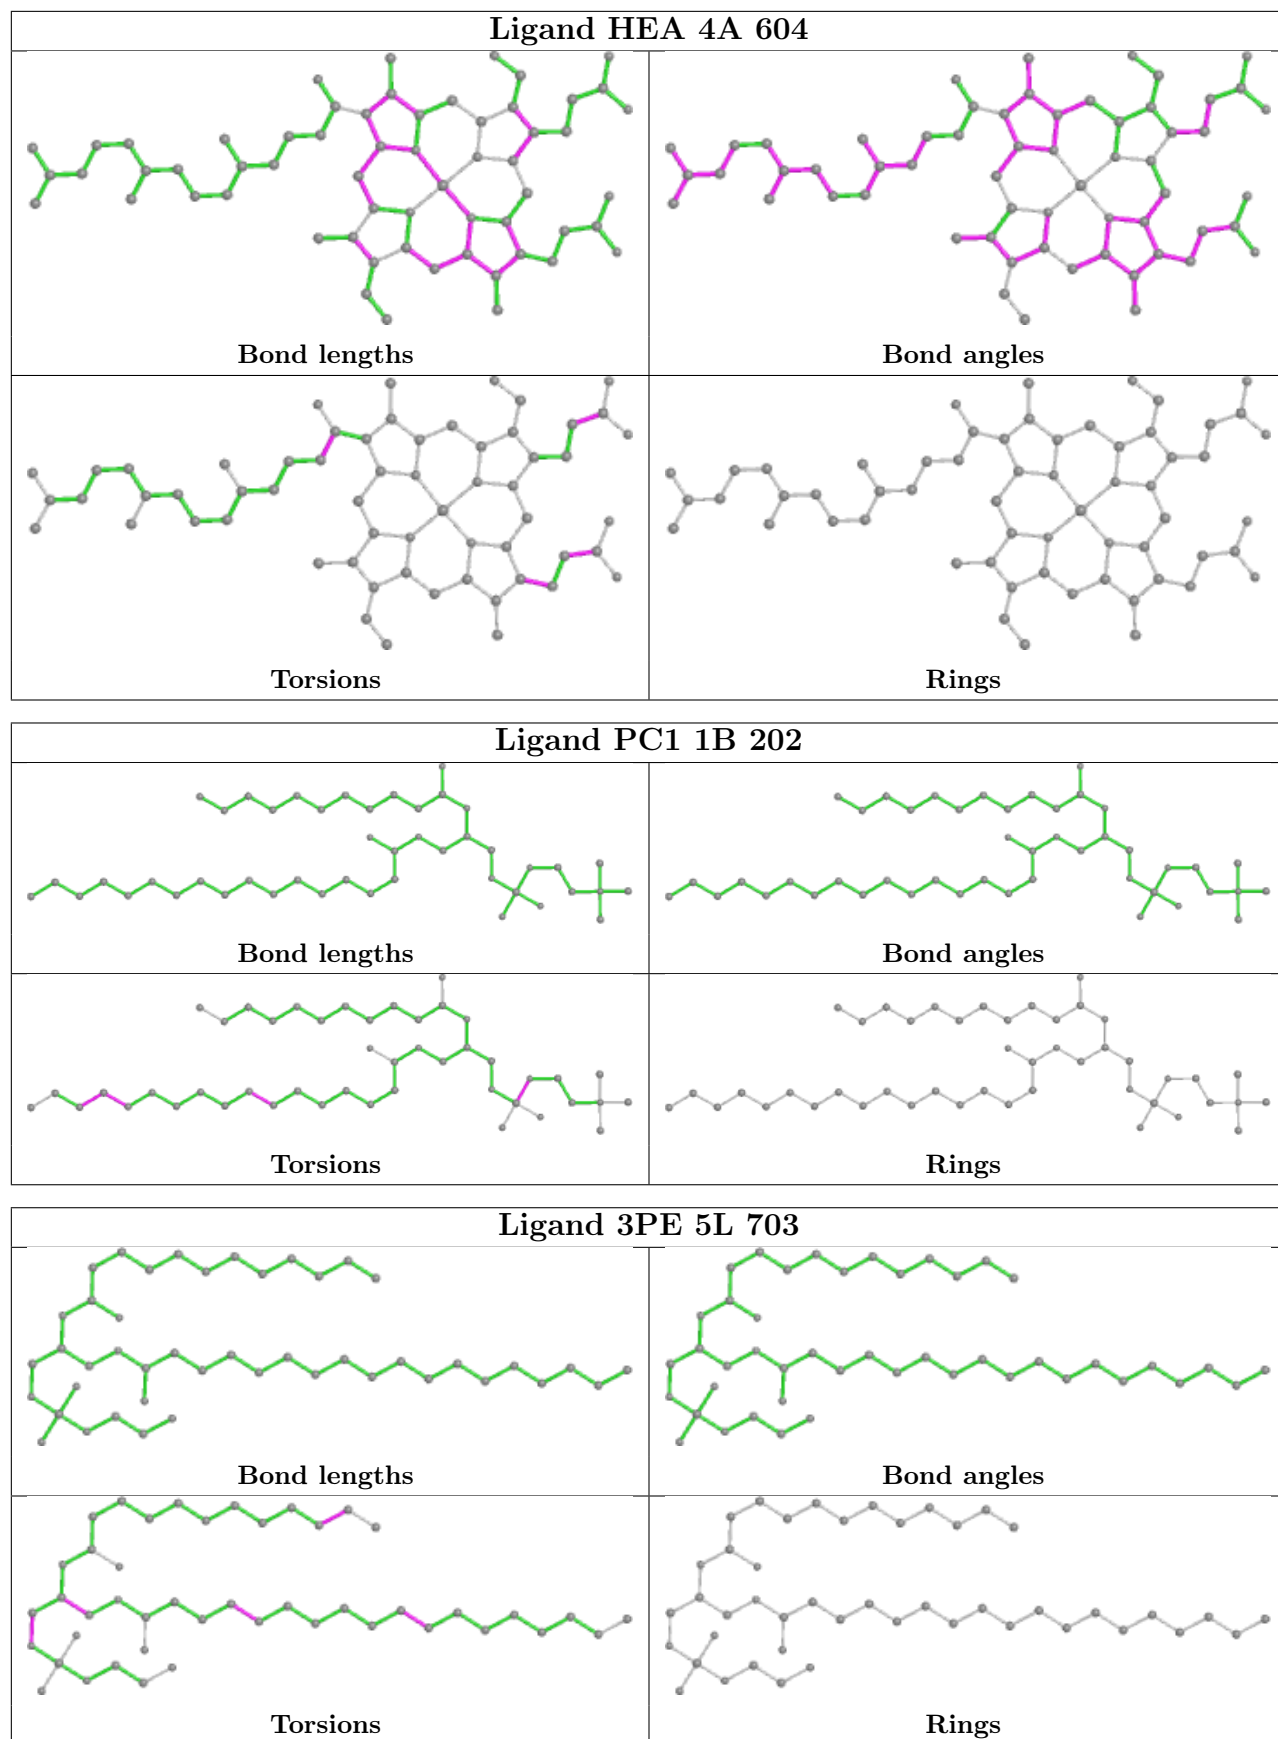 Ligand HEA 4A 604
Bond lengths
Bond angles
Torsions
Rings
Ligand PC1 1B 202
Bond lengths
Bond angles
Torsions
Rings
Ligand 3PE 5L 703
Bond lengths
Bond angles
Torsions
Rings